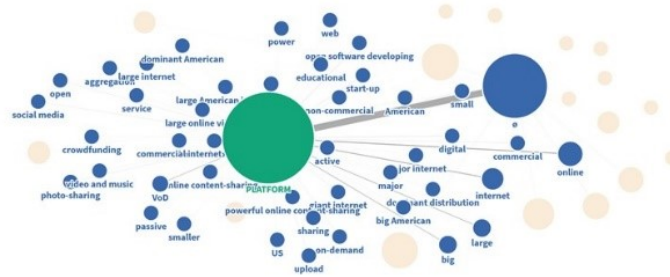 web
power
open software developing
dominant American
educational
aggregation
large internet
start-up
open
large American
non-commercial
American
small
social media
service
large online
ø
crowdfunding
commercial
internet
active
digital
commercial
major internet
online
video and music
online content-sharing
PLATFORM
major
internet
photo-sharing
VoD
giant internet
dominant distribution
powerful online content-sharing
big American
passive
smaller
sharing
large
US
on-demand
big
upload